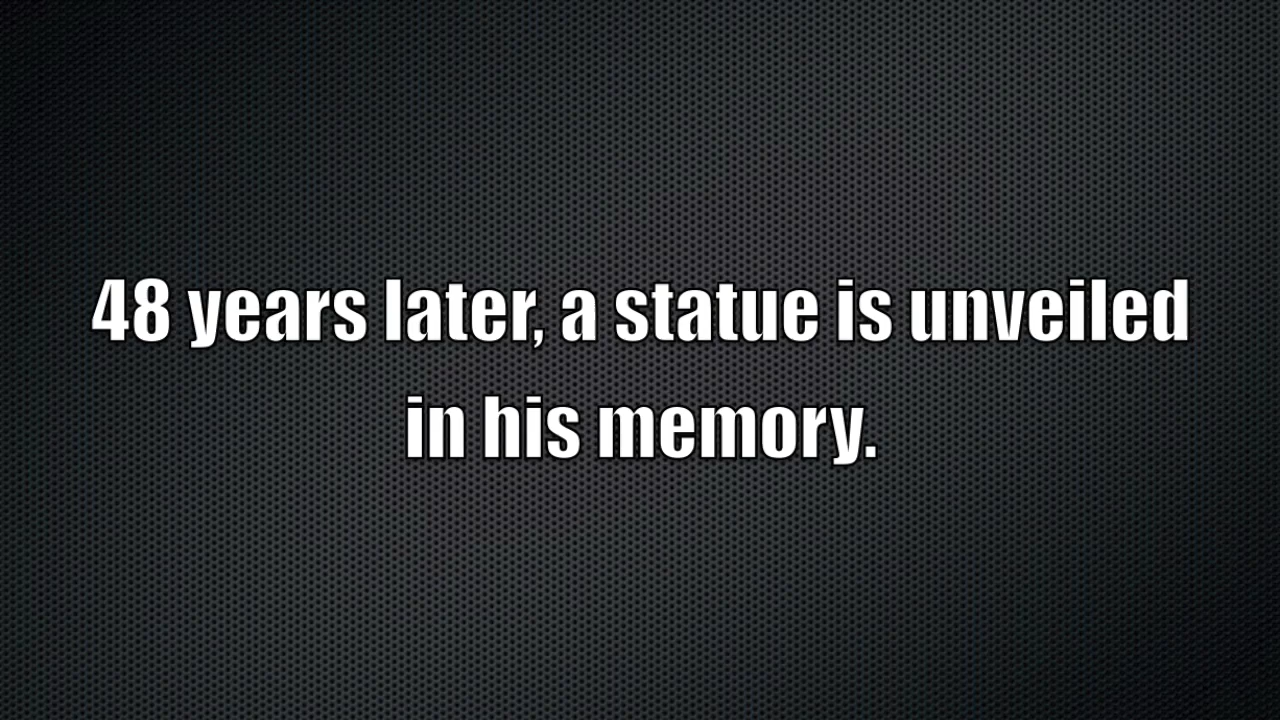 48 years later, a statue is unveiled
in his memory.